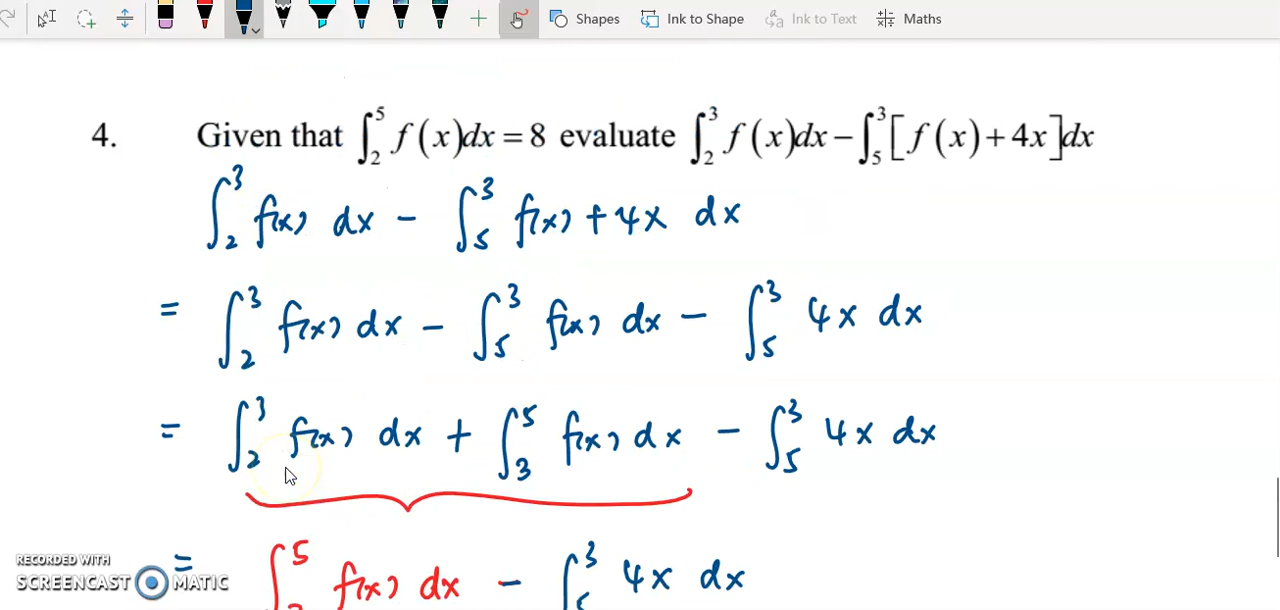 Shapes Ink to Shape Ink to Text Maths
4. Given that ∫₂⁵ f(x)dx = 8 evaluate ∫₂³ f(x)dx − ∫₅³ [f(x) + 4x]dx
∫₂³ f(x) dx − ∫₅³ f(x) + 4x dx
= ∫₂³ f(x) dx − ∫₅³ f(x) dx − ∫₅³ 4x dx
= ∫₂³ f(x) dx + ∫₃⁵ f(x) dx − ∫₅³ 4x dx
= ∫₂⁵ f(x) dx − ∫₅³ 4x dx
RECORDED WITH
SCREENCAST MATIC